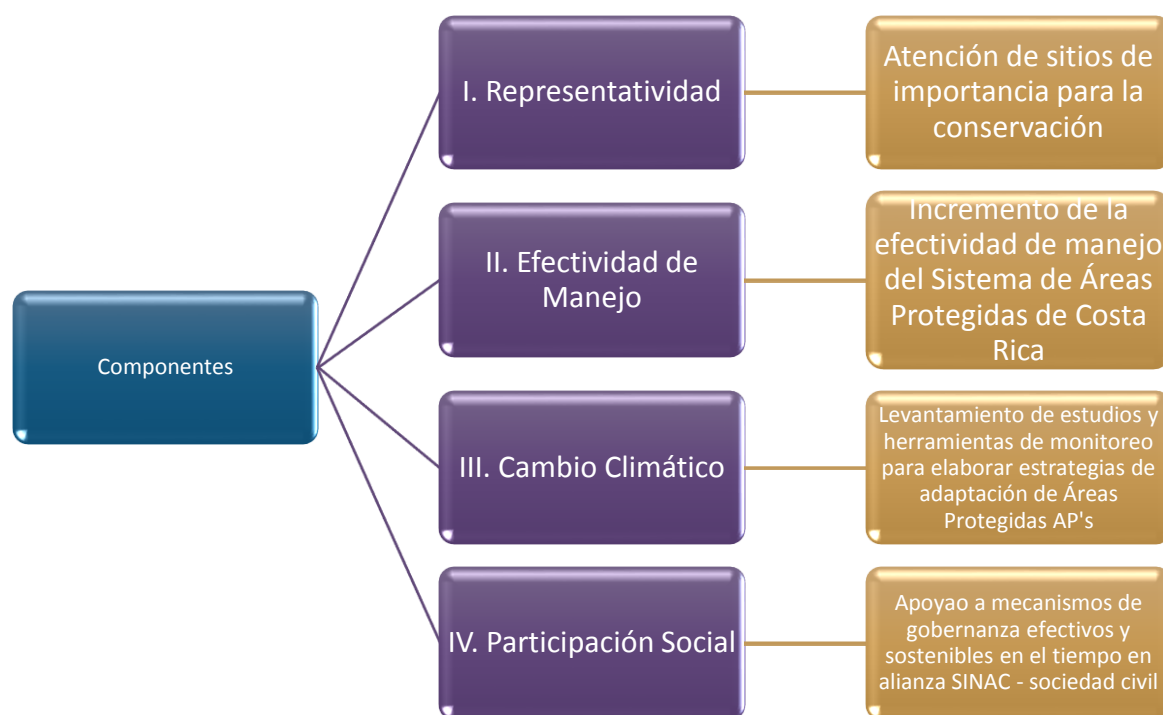 Componentes
I. Representatividad
Atención de sitios de
importancia para la
conservación
II. Efectividad de
Manejo
Incremento de la
efectividad de manejo
del Sistema de Áreas
Protegidas de Costa
Rica
III. Cambio Climático
Levantamiento de estudios y
herramientas de monitoreo
para elaborar estrategias de
adaptación de Áreas
Protegidas AP's
IV. Participación Social
Apoyao a mecanismos de
gobernanza efectivos y
sostenibles en el tiempo en
alianza SINAC - sociedad civil